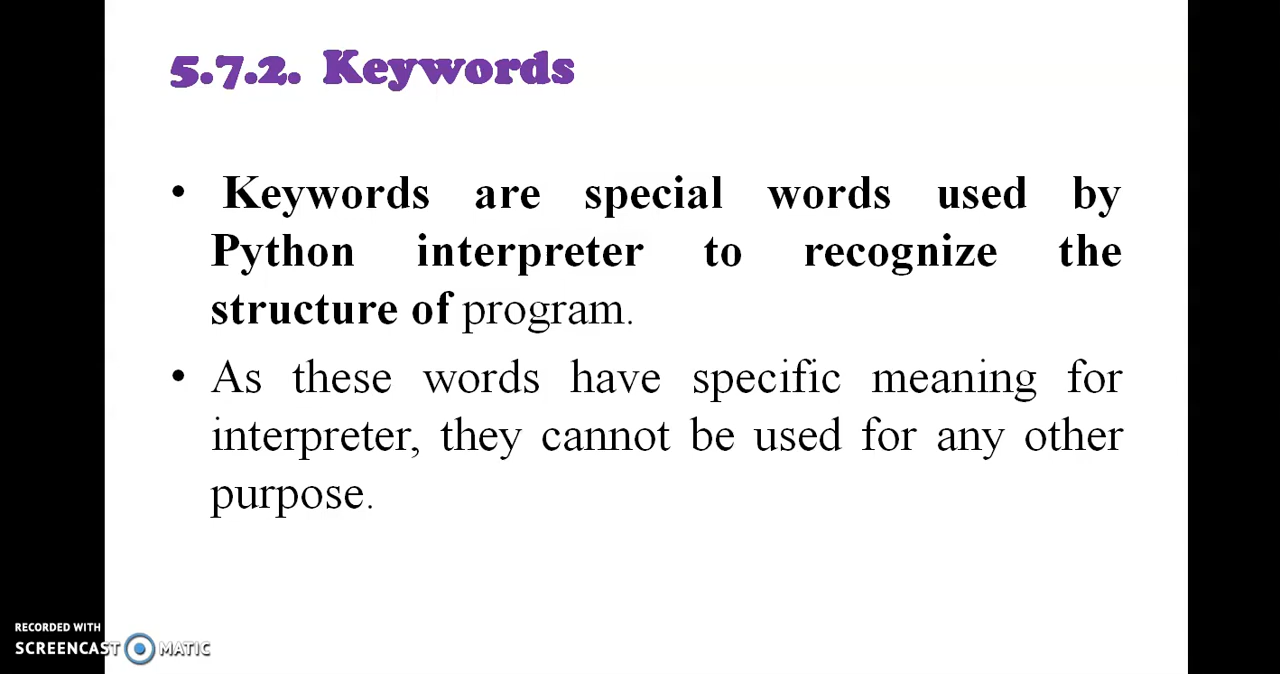 5.7.2. Keywords
• Keywords are special words used by
Python interpreter to recognize the
structure of program.
• As these words have specific meaning for
interpreter, they cannot be used for any other
purpose.
RECORDED WITH
SCREENCAST MATIC